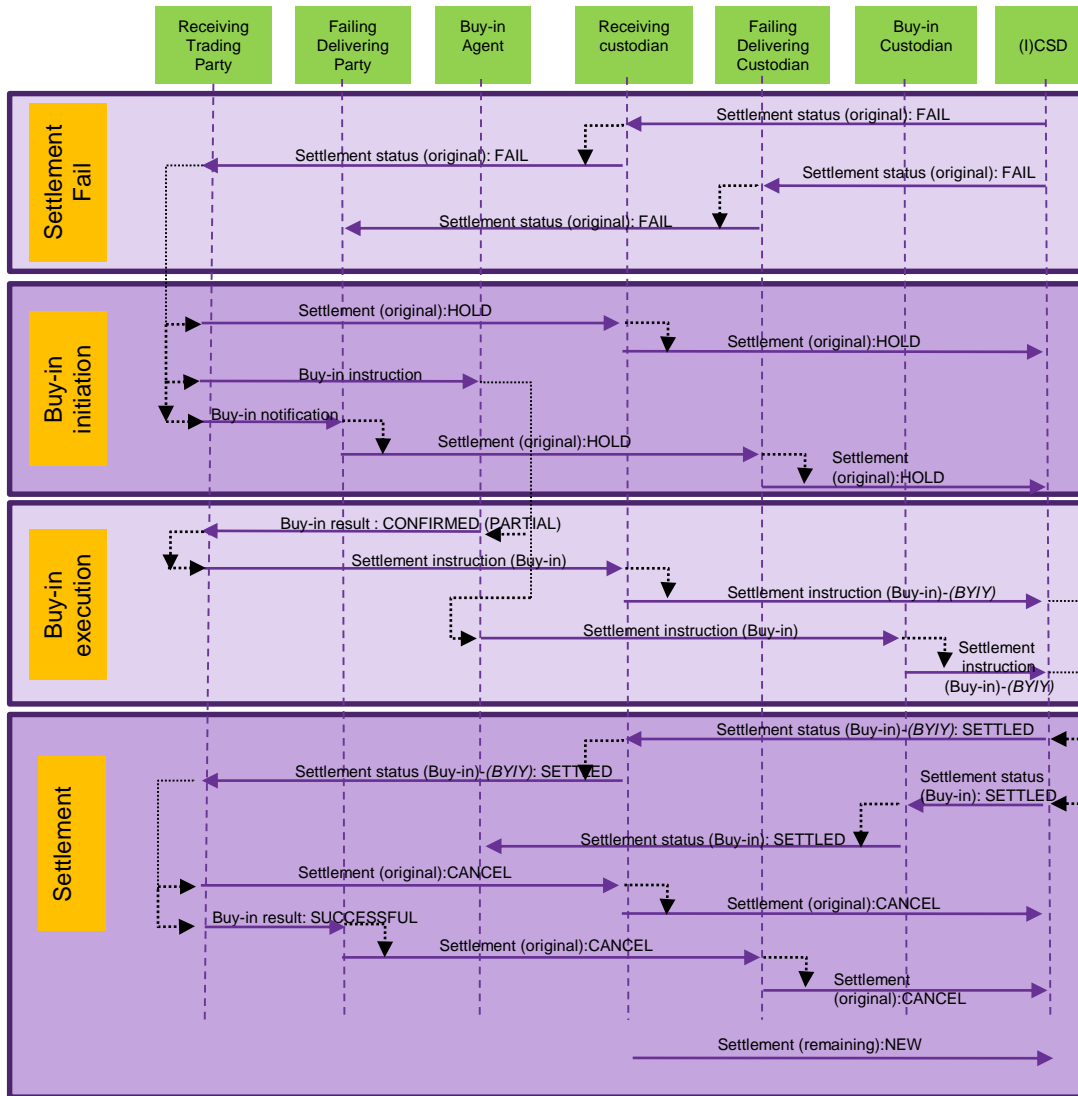 Receiving
Trading
Party
Failing
Delivering
Party
Buy-in
Agent
Receiving
custodian
Failing
Delivering
Custodian
Buy-in
Custodian
(I)CSD
Settlement
Fail
Settlement status (original): FAIL
Settlement status (original): FAIL
Settlement status (original): FAIL
Settlement status (original): FAIL
Buy-in
initiation
Settlement (original):HOLD
Settlement (original):HOLD
Buy-in instruction
Buy-in notification
Settlement (original):HOLD
Settlement
(original):HOLD
Buy-in
execution
Buy-in result : CONFIRMED (PARTIAL)
Settlement instruction (Buy-in)
Settlement instruction (Buy-in)-(BYIY)
Settlement instruction (Buy-in)
Settlement
instruction
(Buy-in)-(BYIY)
Settlement
Settlement status (Buy-in)-(BYIY): SETTLED
Settlement status (Buy-in)-(BYIY): SETTLED
Settlement status
(Buy-in): SETTLED
Settlement status (Buy-in): SETTLED
Settlement (original):CANCEL
Settlement (original):CANCEL
Buy-in result: SUCCESSFUL
Settlement (original):CANCEL
Settlement
(original):CANCEL
Settlement (remaining):NEW